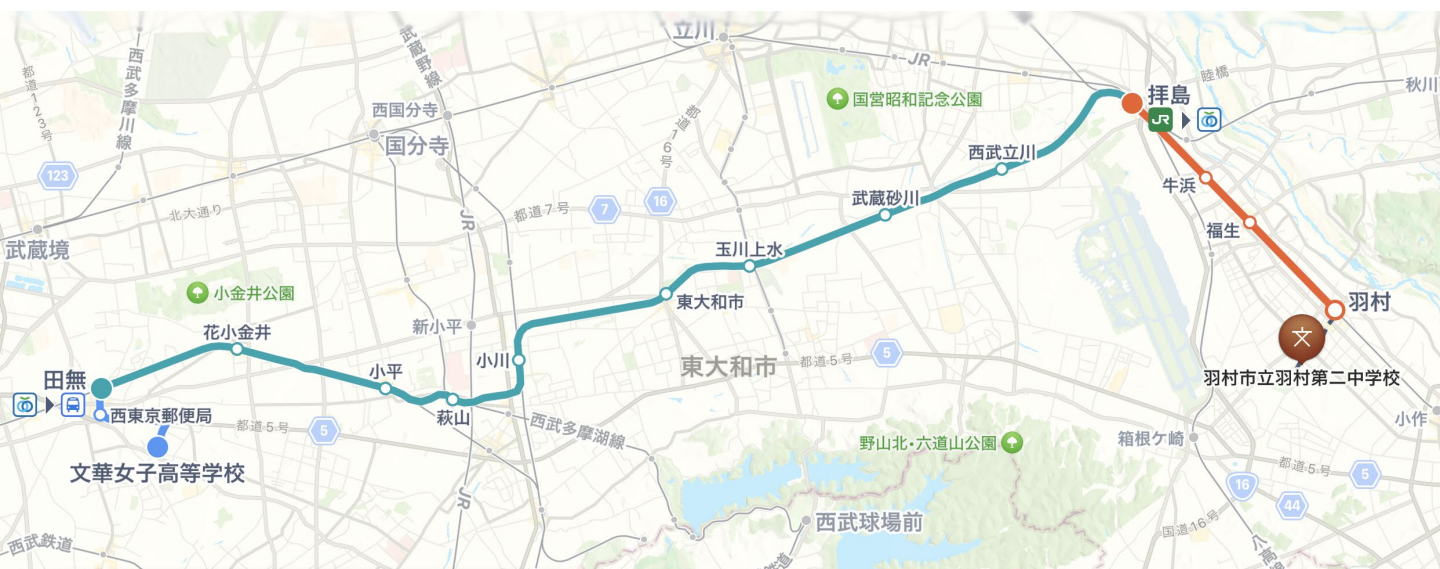 立川
武蔵野線
西武多摩川線
都道123号
JR
陸橋
秋川
拝島
JR
国営昭和記念公園
西国分寺
国分寺
都道16号
西武立川
牛浜
123
武蔵砂川
7
16
都道7号
北大通り
JR
福生
武蔵境
玉川上水
小金井公園
東大和市
羽村
花小金井
新小平
小川
東大和市
都道5号
5
文
羽村市立羽村第二中学校
田無
小平
萩山
西東京郵便局
都道5号
5
西武多摩湖線
野山北・六道山公園
箱根ケ崎
小作
文華女子高等学校
都道5号
5
16
44
JR
西武球場前
国道16号
西武鉄道
鉄道
八高線